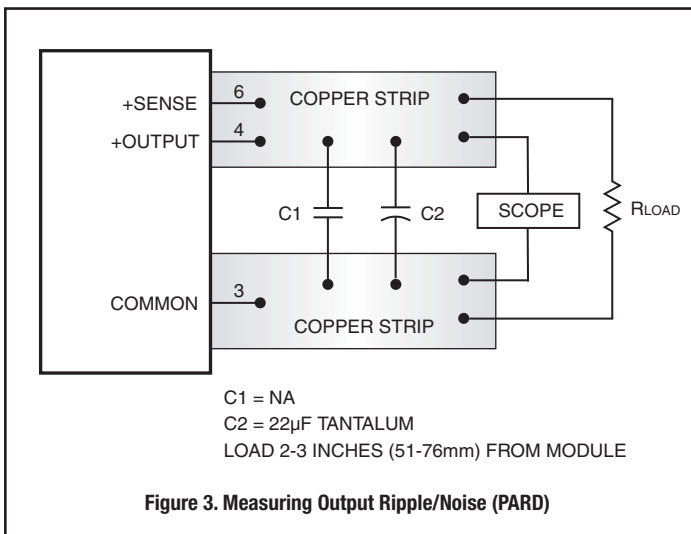 +SENSE 6 COPPER STRIP
+OUTPUT 4
C1 C2 SCOPE RLOAD
COMMON 3
COPPER STRIP
C1 = NA
C2 = 22µF TANTALUM
LOAD 2-3 INCHES (51-76mm) FROM MODULE
Figure 3. Measuring Output Ripple/Noise (PARD)